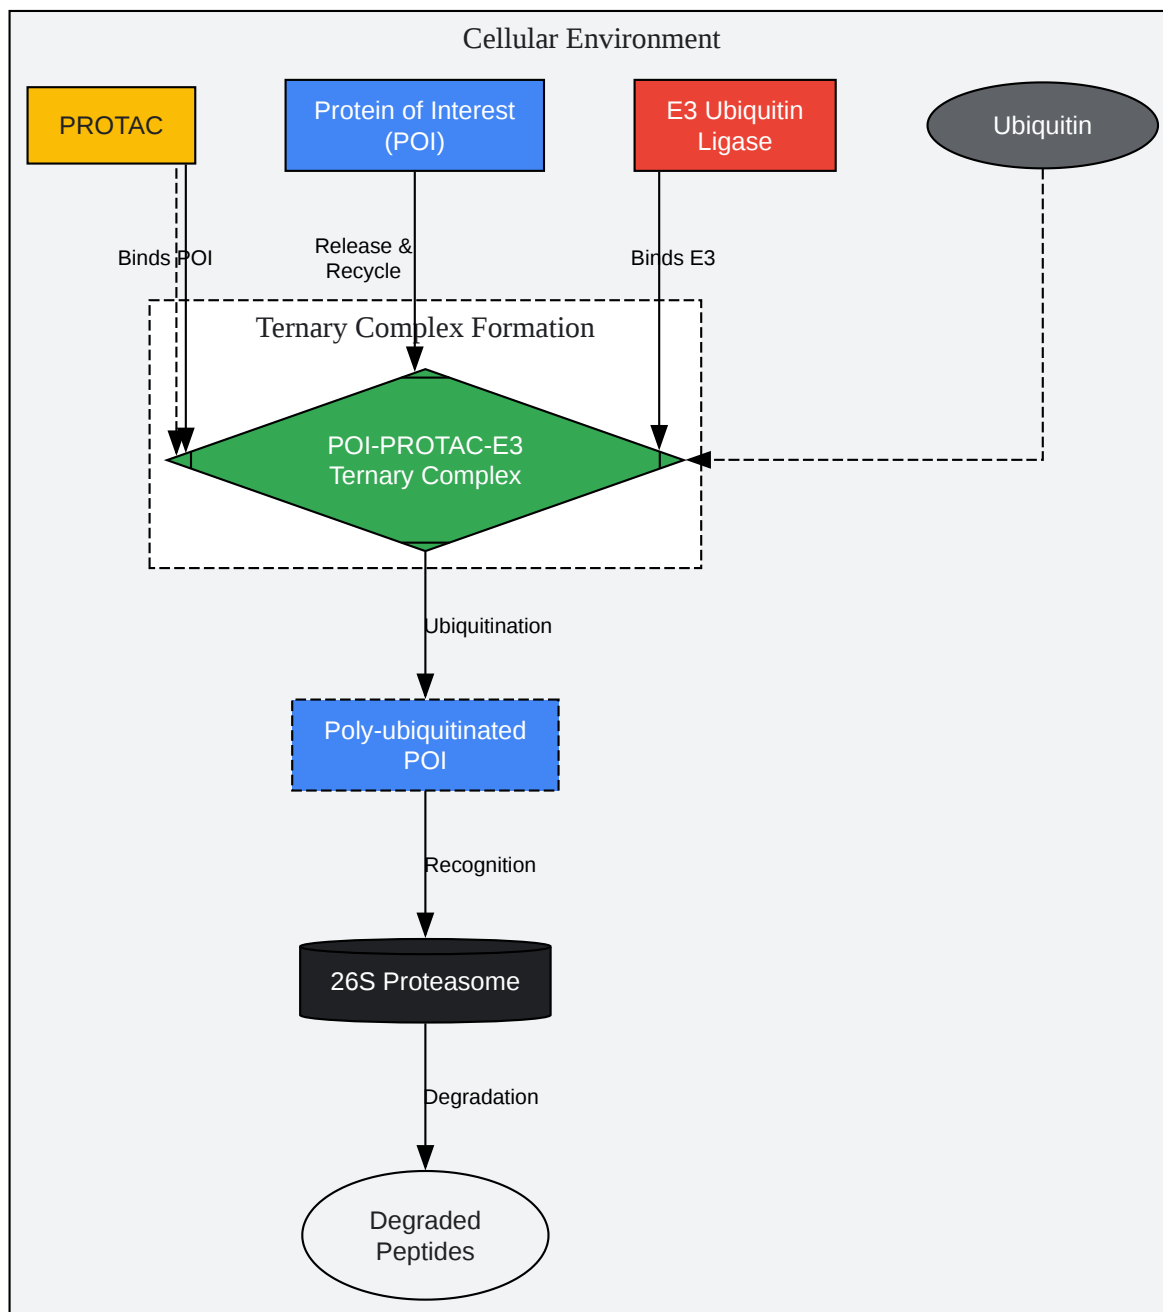 Cellular Environment
PROTAC
Protein of Interest
(POI)
E3 Ubiquitin
Ligase
Ubiquitin
Binds POI
Release &
Recycle
Binds E3
Ternary Complex Formation
POI-PROTAC-E3
Ternary Complex
Ubiquitination
Poly-ubiquitinated
POI
Recognition
26S Proteasome
Degradation
Degraded
Peptides